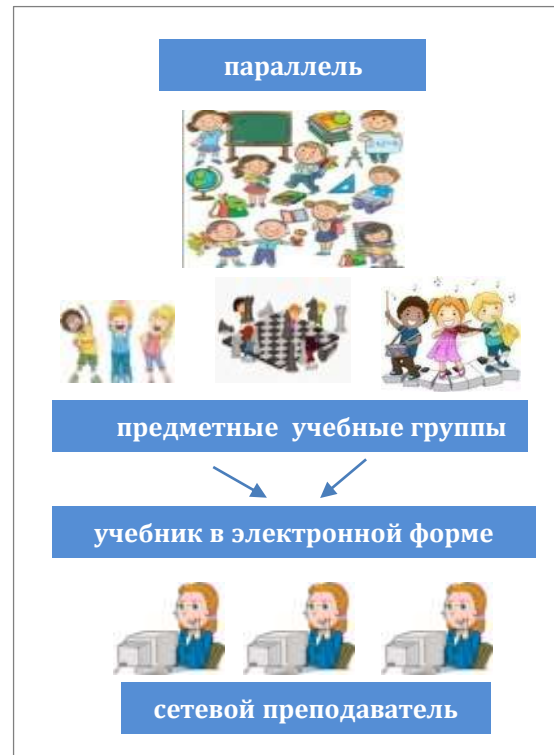 параллель
предметные учебные группы
учебник в электронной форме
сетевой преподаватель